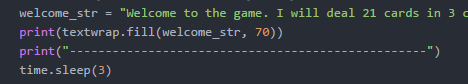 welcome_str = "Welcome to the game. I will deal 21 cards in 3
print(textwrap.fill(welcome_str, 70))
print("-------------------------------------------------")
time.sleep(3)